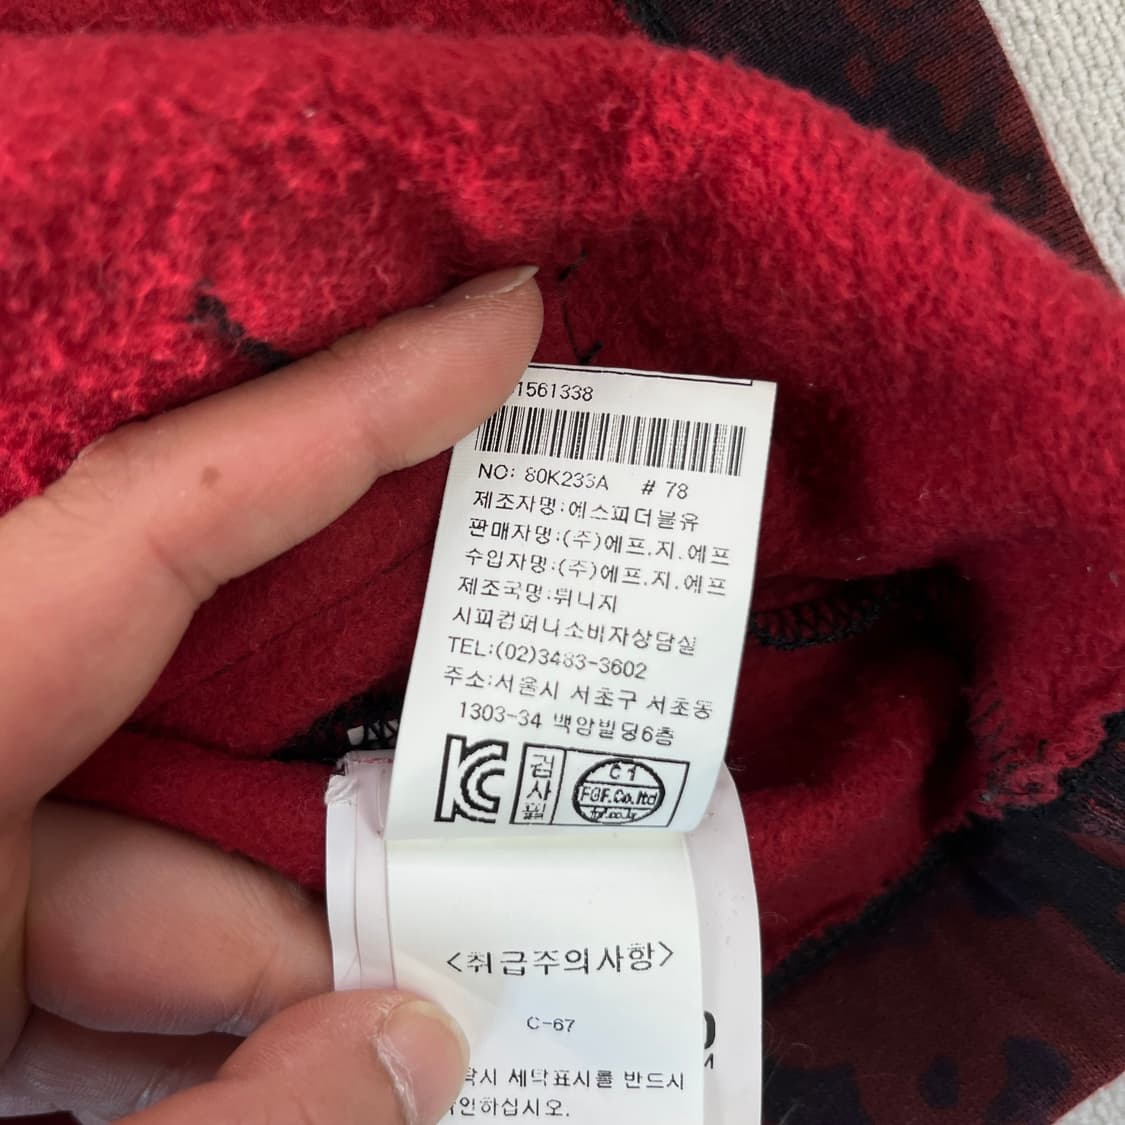 1561338
NO: 80K233A # 78
제조자명:에스피더블유
판매자명:(주)에프.지.에프
수입자명:(주)에프.지.에프
제조국명:튀니지
시피컴퍼니소비자상담실
TEL:(02)3483-3602
주소:서울시 서초구 서초동
1303-34 백암빌딩6층
검사필
C 1
FGF.Co.ltd
fgf.co.kr
<취급주의사항>
C-67
탁시 세탁표시를 반드시
인하십시오.